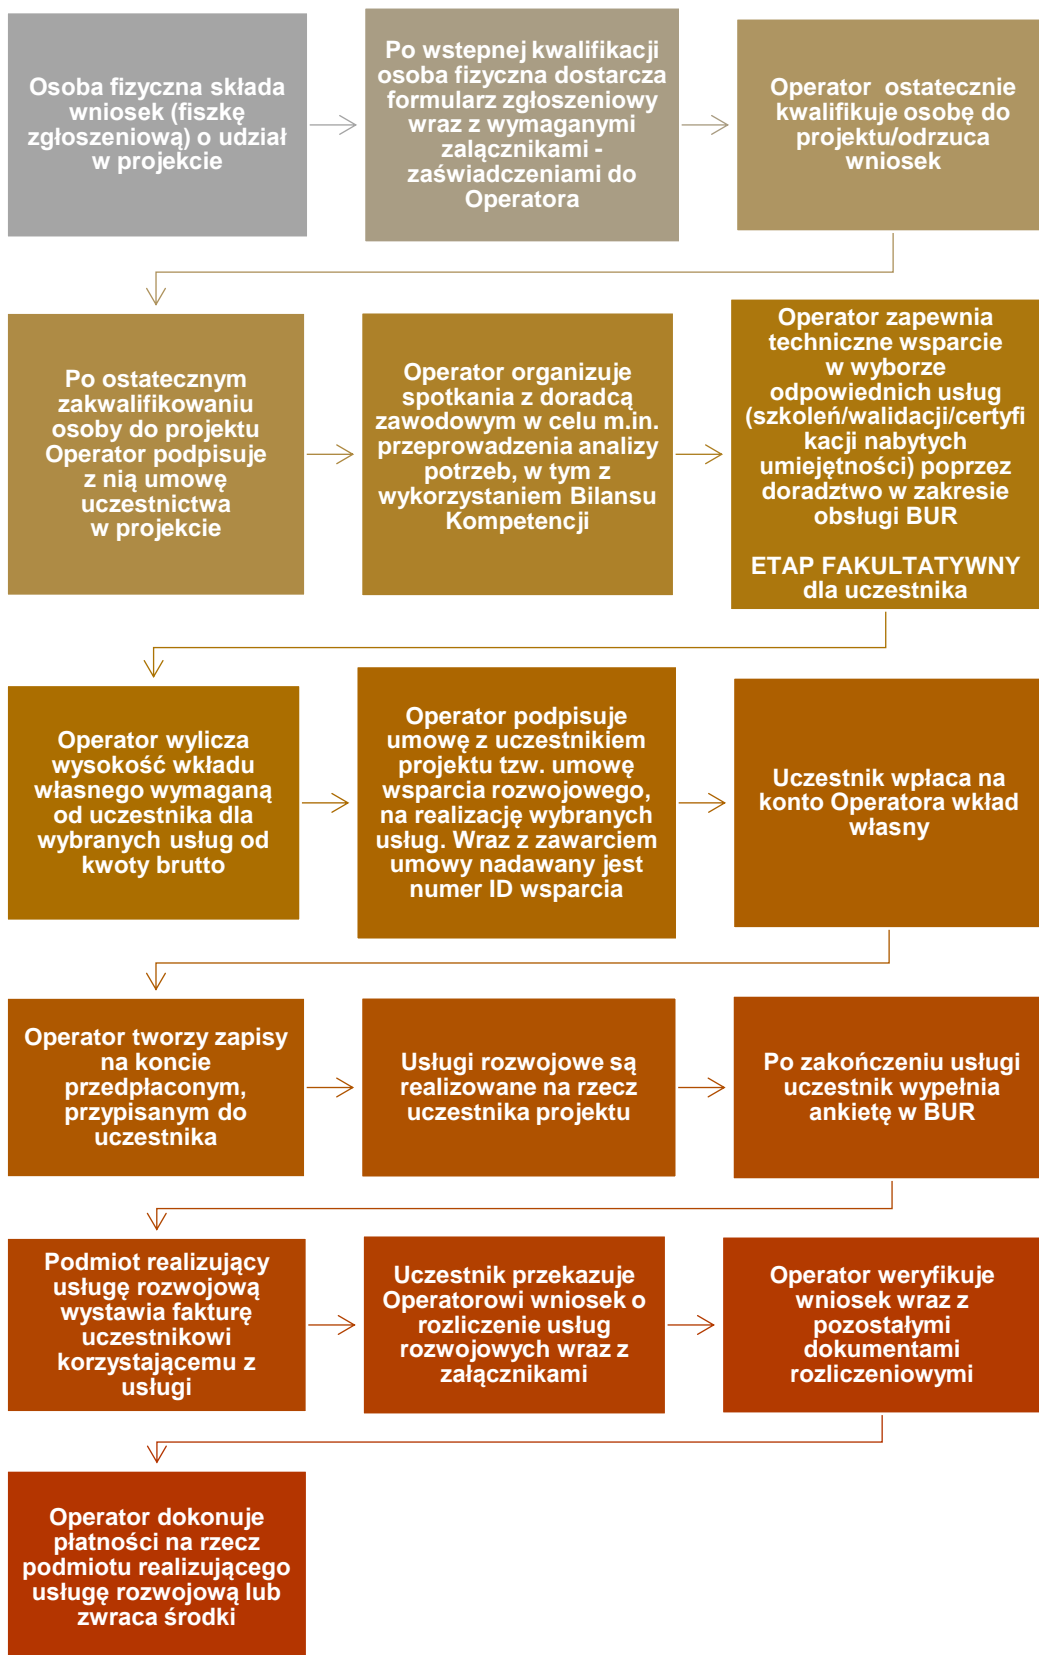 Osoba fizyczna składa
wniosek (fiszkę
zgłoszeniową) o udział
w projekcie
Po wstepnej kwalifikacji
osoba fizyczna dostarcza
formularz zgłoszeniowy
wraz z wymaganymi
załącznikami -
zaświadczeniami do
Operatora
Operator ostatecznie
kwalifikuje osobę do
projektu/odrzuca
wniosek
Po ostatecznym
zakwalifikowaniu
osoby do projektu
Operator podpisuje
z nią umowę
uczestnictwa
w projekcie
Operator organizuje
spotkania z doradcą
zawodowym w celu m.in.
przeprowadzenia analizy
potrzeb, w tym z
wykorzystaniem Bilansu
Kompetencji
Operator zapewnia
techniczne wsparcie
w wyborze
odpowiednich usług
(szkoleń/walidacji/certyfi
kacji nabytych
umiejętności) poprzez
doradztwo w zakresie
obsługi BUR
ETAP FAKULTATYWNY
dla uczestnika
Operator wylicza
wysokość wkładu
własnego wymaganą
od uczestnika dla
wybranych usług od
kwoty brutto
Operator podpisuje
umowę z uczestnikiem
projektu tzw. umowę
wsparcia rozwojowego,
na realizację wybranych
usług. Wraz z zawarciem
umowy nadawany jest
numer ID wsparcia
Uczestnik wpłaca na
konto Operatora wkład
własny
Operator tworzy zapisy
na koncie
przedpłaconym,
przypisanym do
uczestnika
Usługi rozwojowe są
realizowane na rzecz
uczestnika projektu
Po zakończeniu usługi
uczestnik wypełnia
ankietę w BUR
Podmiot realizujący
usługę rozwojową
wystawia fakturę
uczestnikowi
korzystającemu z
usługi
Uczestnik przekazuje
Operatorowi wniosek o
rozliczenie usług
rozwojowych wraz z
załącznikami
Operator weryfikuje
wniosek wraz z
pozostałymi
dokumentami
rozliczeniowymi
Operator dokonuje
płatności na rzecz
podmiotu realizującego
usługę rozwojową lub
zwraca środki